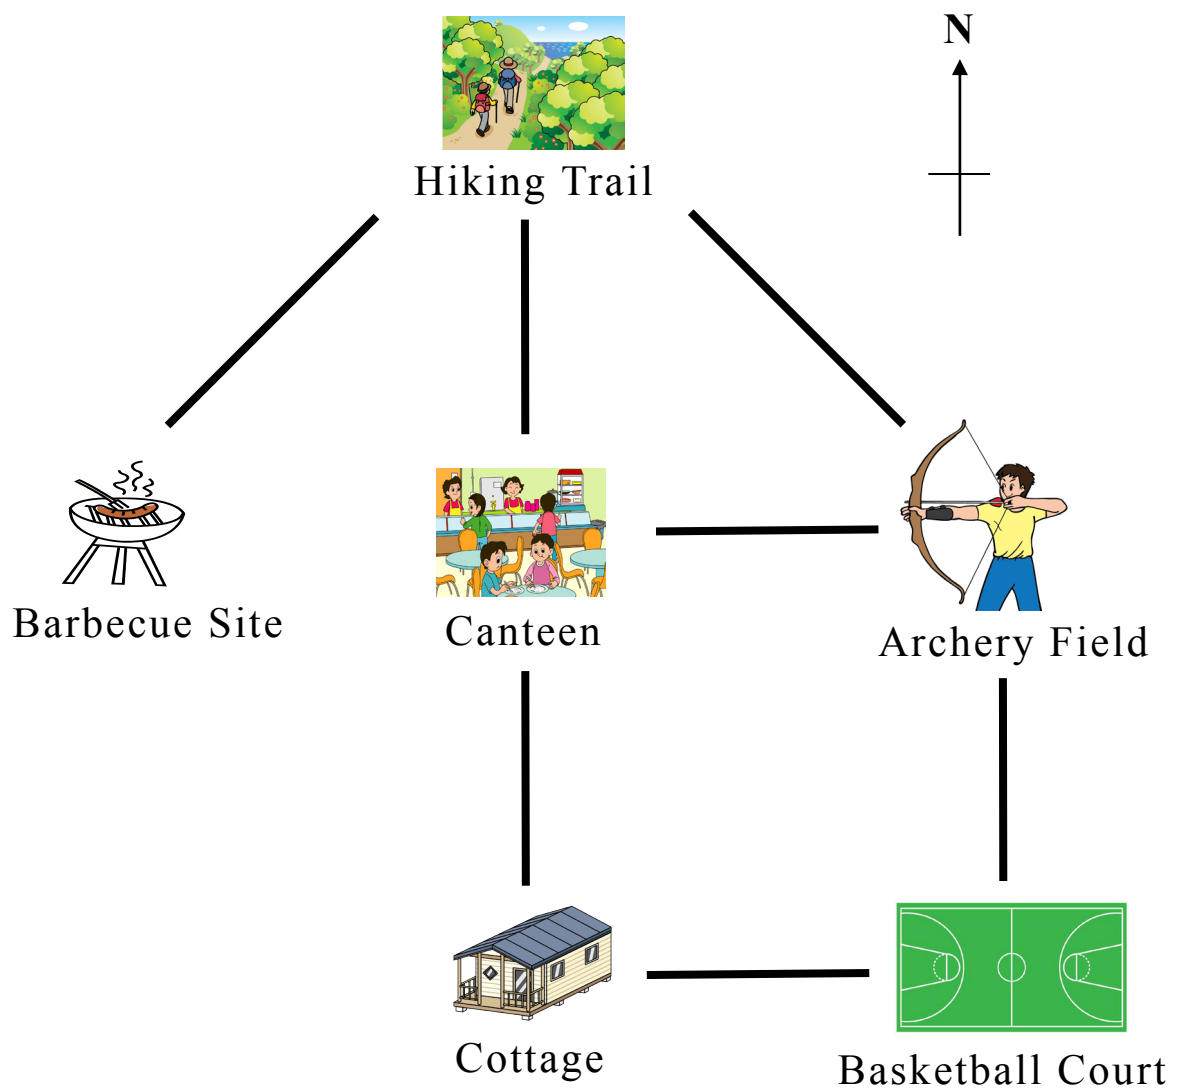 N
Hiking Trail
Barbecue Site
Canteen
Archery Field
Cottage
Basketball Court